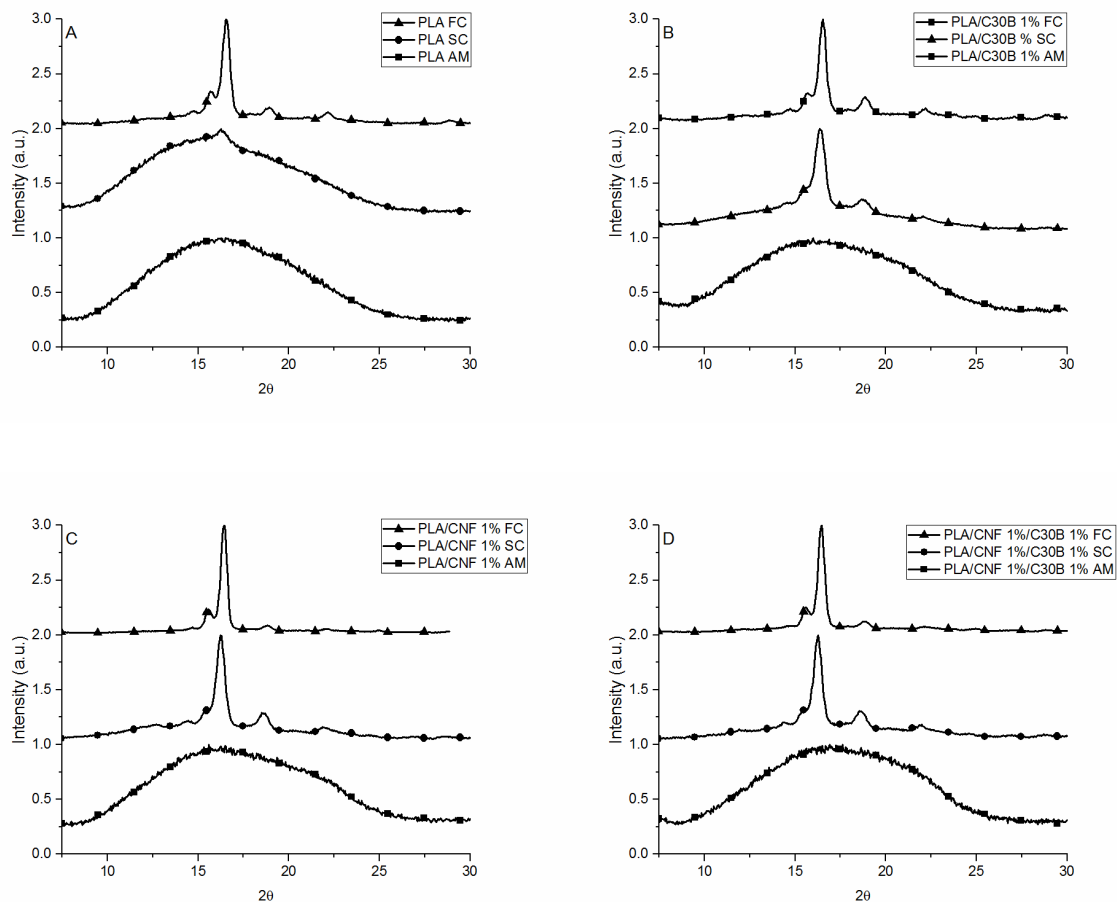 A
PLA FC
PLA SC
PLA AM
3.0
2.5
2.0
1.5
1.0
0.5
0.0
Intensity (a.u.)
10 15 20 25 30
2θ
B
PLA/C30B 1% FC
PLA/C30B % SC
PLA/C30B 1% AM
3.0
2.5
2.0
1.5
1.0
0.5
0.0
Intensity (a.u.)
10 15 20 25 30
2θ
C
PLA/CNF 1% FC
PLA/CNF 1% SC
PLA/CNF 1% AM
3.0
2.5
2.0
1.5
1.0
0.5
0.0
Intensity (a.u.)
10 15 20 25 30
2θ
D
PLA/CNF 1%/C30B 1% FC
PLA/CNF 1%/C30B 1% SC
PLA/CNF 1%/C30B 1% AM
3.0
2.5
2.0
1.5
1.0
0.5
0.0
Intensity (a.u.)
10 15 20 25 30
2θ